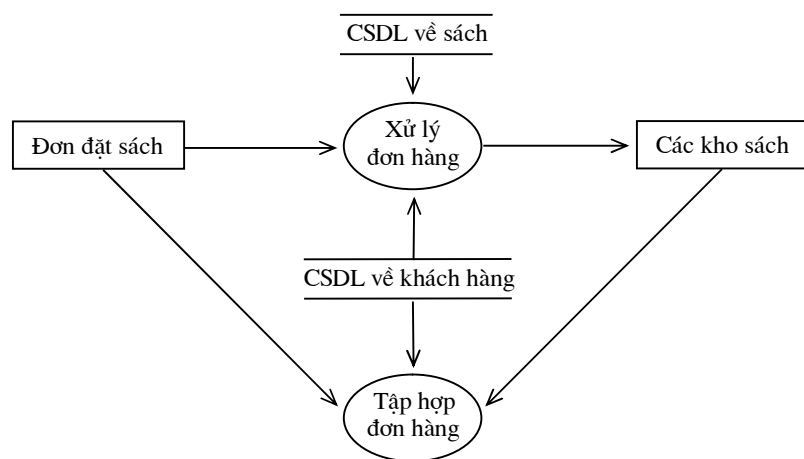 CSDL về sách
Xử lý
đơn hàng
Đơn đặt sách
Các kho sách
CSDL về khách hàng
Tập hợp
đơn hàng